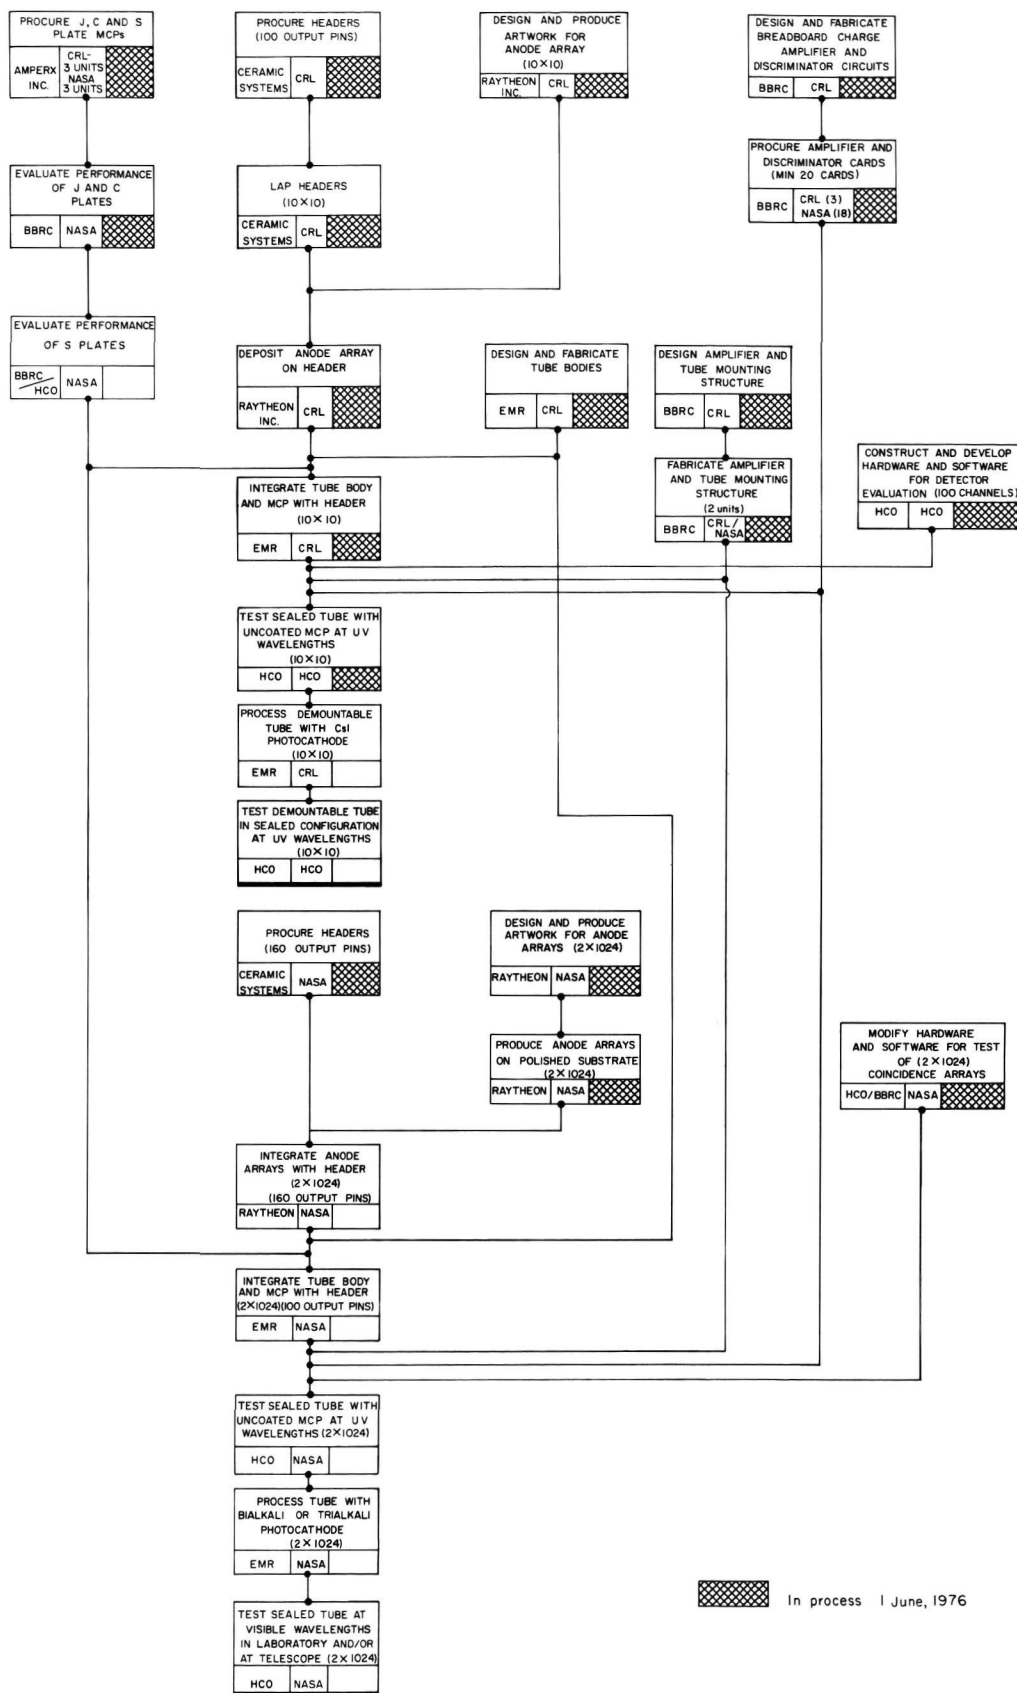 PROCURE J, C AND S
PLATE MCPs
AMPERX
INC.
CRL-
3 UNITS
NASA
3 UNITS
PROCURE HEADERS
(100 OUTPUT PINS)
CERAMIC
SYSTEMS
CRL
DESIGN AND PRODUCE
ARTWORK FOR
ANODE ARRAY
(10×10)
RAYTHEON
INC.
CRL
DESIGN AND FABRICATE
BREADBOARD CHARGE
AMPLIFIER AND
DISCRIMINATOR CIRCUITS
BBRC
CRL
EVALUATE PERFORMANCE
OF J AND C
PLATES
BBRC
NASA
LAP HEADERS
(10×10)
CERAMIC
SYSTEMS
CRL
PROCURE AMPLIFIER AND
DISCRIMINATOR CARDS
(MIN 20 CARDS)
BBRC
CRL (3)
NASA (18)
EVALUATE PERFORMANCE
OF S PLATES
BBRC/
HCO
NASA
DEPOSIT ANODE ARRAY
ON HEADER
RAYTHEON
INC.
CRL
DESIGN AND FABRICATE
TUBE BODIES
EMR
CRL
DESIGN AMPLIFIER AND
TUBE MOUNTING
STRUCTURE
BBRC
CRL
FABRICATE AMPLIFIER
AND TUBE MOUNTING
STRUCTURE
(2 units)
BBRC
CRL/
NASA
CONSTRUCT AND DEVELOP
HARDWARE AND SOFTWARE
FOR DETECTOR
EVALUATION (100 CHANNELS)
HCO
HCO
INTEGRATE TUBE BODY
AND MCP WITH HEADER
(10×10)
EMR
CRL
TEST SEALED TUBE WITH
UNCOATED MCP AT UV
WAVELENGTHS
(10×10)
HCO
HCO
PROCESS DEMOUNTABLE
TUBE WITH CsI
PHOTOCATHODE
(10×10)
EMR
CRL
TEST DEMOUNTABLE TUBE
IN SEALED CONFIGURATION
AT UV WAVELENGTHS
(10×10)
HCO
HCO
PROCURE HEADERS
(160 OUTPUT PINS)
CERAMIC
SYSTEMS
NASA
DESIGN AND PRODUCE
ARTWORK FOR ANODE
ARRAYS (2×1024)
RAYTHEON
NASA
PRODUCE ANODE ARRAYS
ON POLISHED SUBSTRATE
(2×1024)
RAYTHEON
NASA
MODIFY HARDWARE
AND SOFTWARE FOR TEST
OF (2×1024)
COINCIDENCE ARRAYS
HCO/BBRC
NASA
INTEGRATE ANODE
ARRAYS WITH HEADER
(2×1024)
(160 OUTPUT PINS)
RAYTHEON
NASA
INTEGRATE TUBE BODY
AND MCP WITH HEADER
(2×1024)(100 OUTPUT PINS)
EMR
NASA
TEST SEALED TUBE WITH
UNCOATED MCP AT UV
WAVELENGTHS (2×1024)
HCO
NASA
PROCESS TUBE WITH
BIALKALI OR TRIALKALI
PHOTOCATHODE
(2×1024)
EMR
NASA
TEST SEALED TUBE AT
VISIBLE WAVELENGTHS
IN LABORATORY AND/OR
AT TELESCOPE (2×1024)
HCO
NASA
In process 1 June, 1976